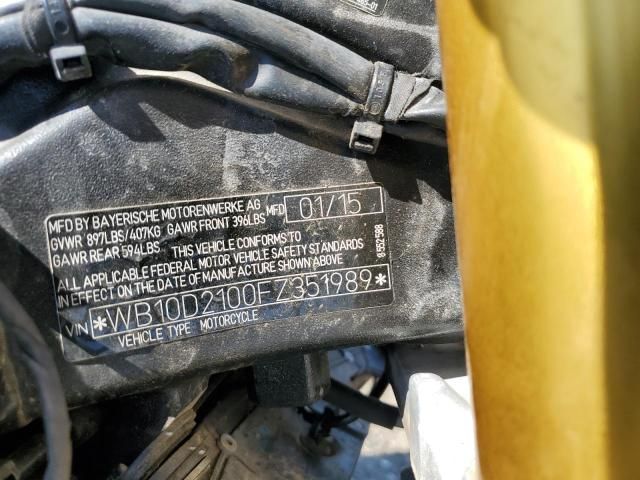 MFD BY BAYERISCHE MOTORENWERKE AG MFD 01/15
GVWR 897LBS/407KG GAWR FRONT 396LBS
GAWR REAR 594LBS THIS VEHICLE CONFORMS TO
ALL APPLICABLE FEDERAL MOTOR VEHICLE SAFETY STANDARDS
IN EFFECT ON THE DATE OF MANUFACTURE SHOWN ABOVE
8552588
VIN *WB10D2100FZ351989*
VEHICLE TYPE MOTORCYCLE